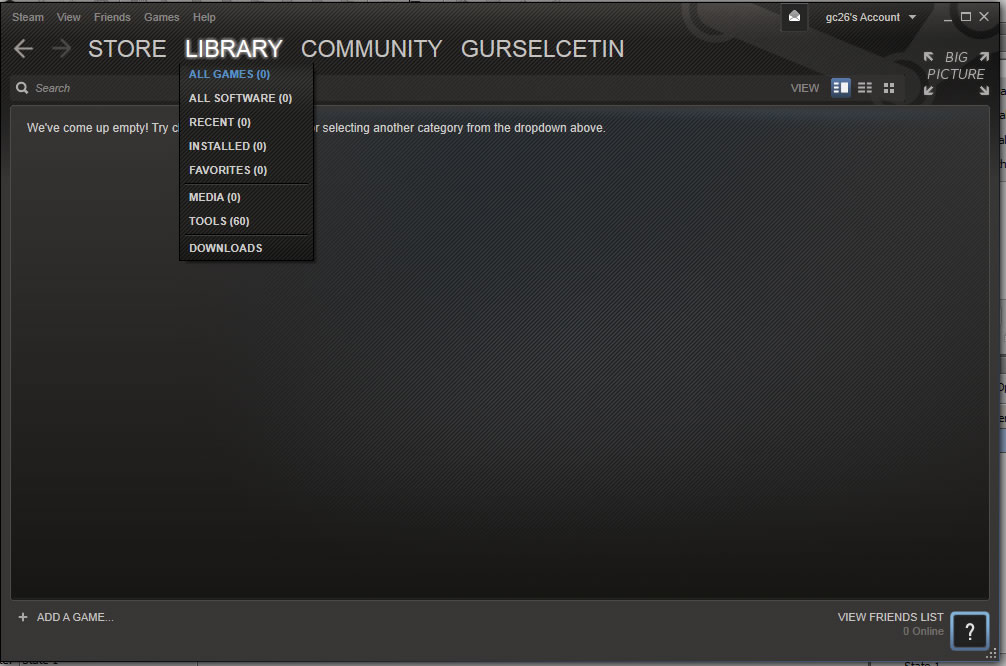 Steam View Friends Games Help
gc26's Account
STORE LIBRARY COMMUNITY GURSELCETIN
BIG
PICTURE
Search
VIEW
ALL GAMES (0)
ALL SOFTWARE (0)
RECENT (0)
INSTALLED (0)
FAVORITES (0)
MEDIA (0)
TOOLS (60)
DOWNLOADS
We've come up empty! Try selecting another category from the dropdown above.
+ ADD A GAME...
VIEW FRIENDS LIST
0 Online
?